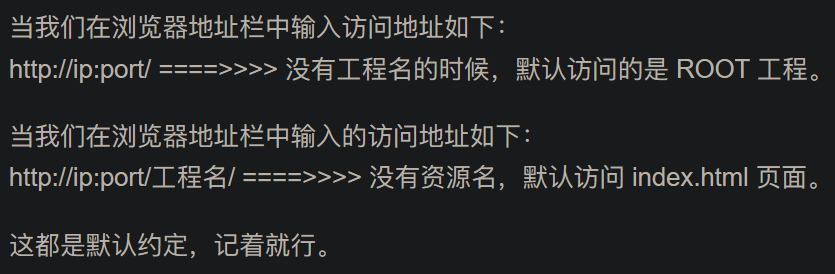 当我们在浏览器地址栏中输入访问地址如下：
http://ip:port/ ====>>>> 没有工程名的时候，默认访问的是 ROOT 工程。
当我们在浏览器地址栏中输入的访问地址如下：
http://ip:port/工程名/ ====>>>> 没有资源名，默认访问 index.html 页面。
这都是默认约定，记着就行。